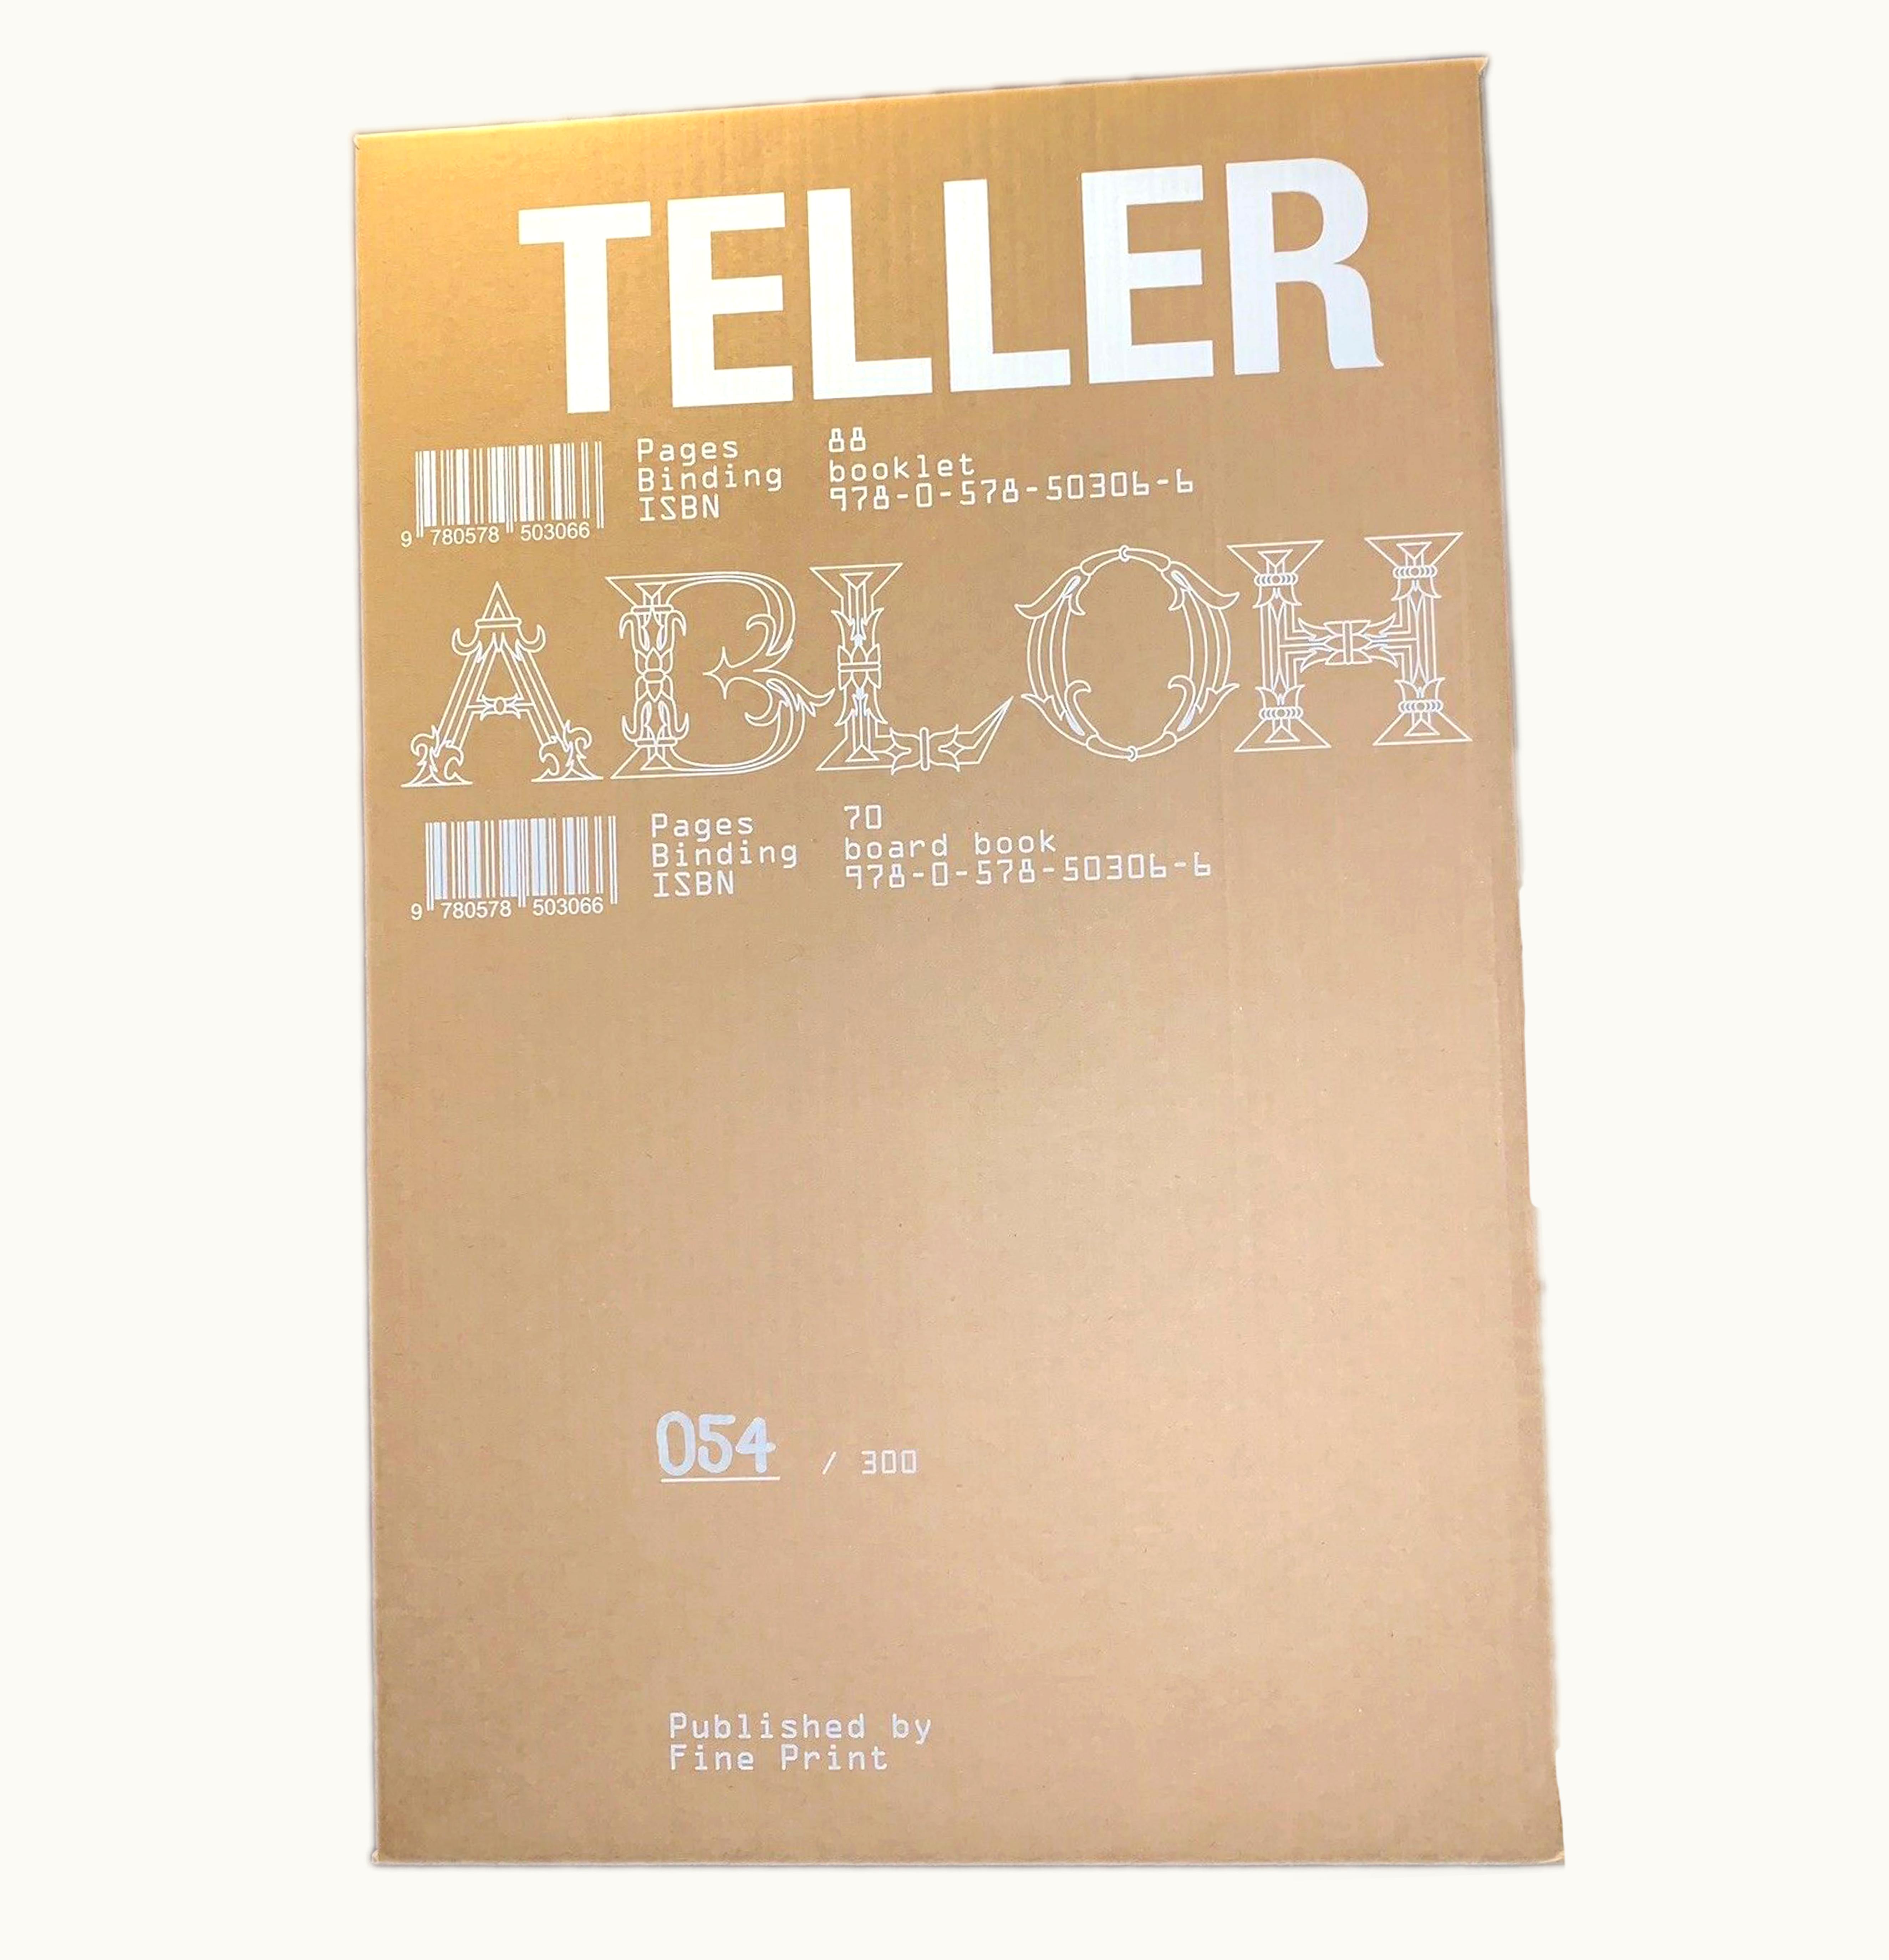 TELLER
Pages 88
Binding booklet
ISBN 978-0-578-50306-6
9 780578 503066
ABLOH
Pages 70
Binding board book
ISBN 978-0-578-50306-6
9 780578 503066
054 / 300
Published by
Fine Print